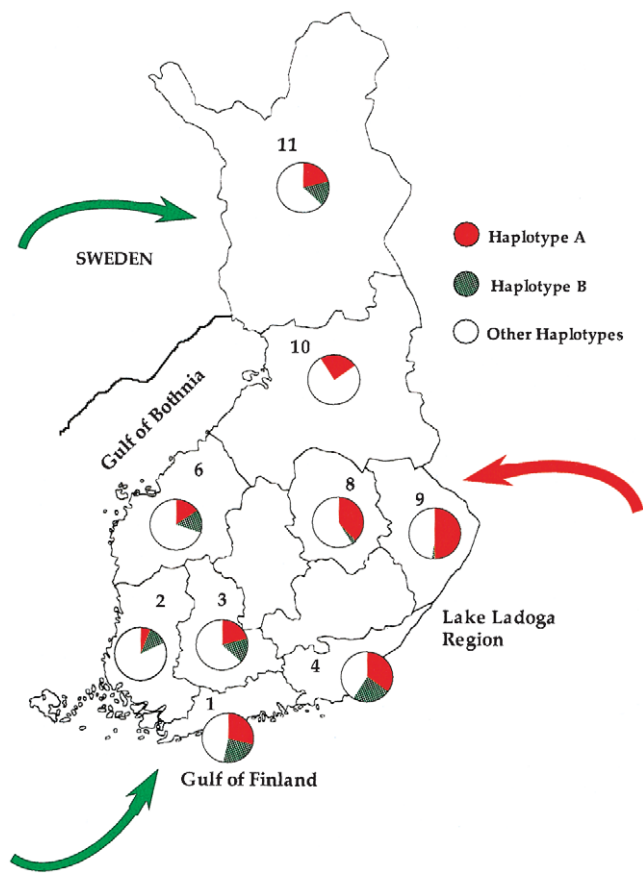 11
SWEDEN
Haplotype A
Haplotype B
Other Haplotypes
10
Gulf of Bothnia
6
8
9
2
3
Lake Ladoga
Region
4
1
Gulf of Finland